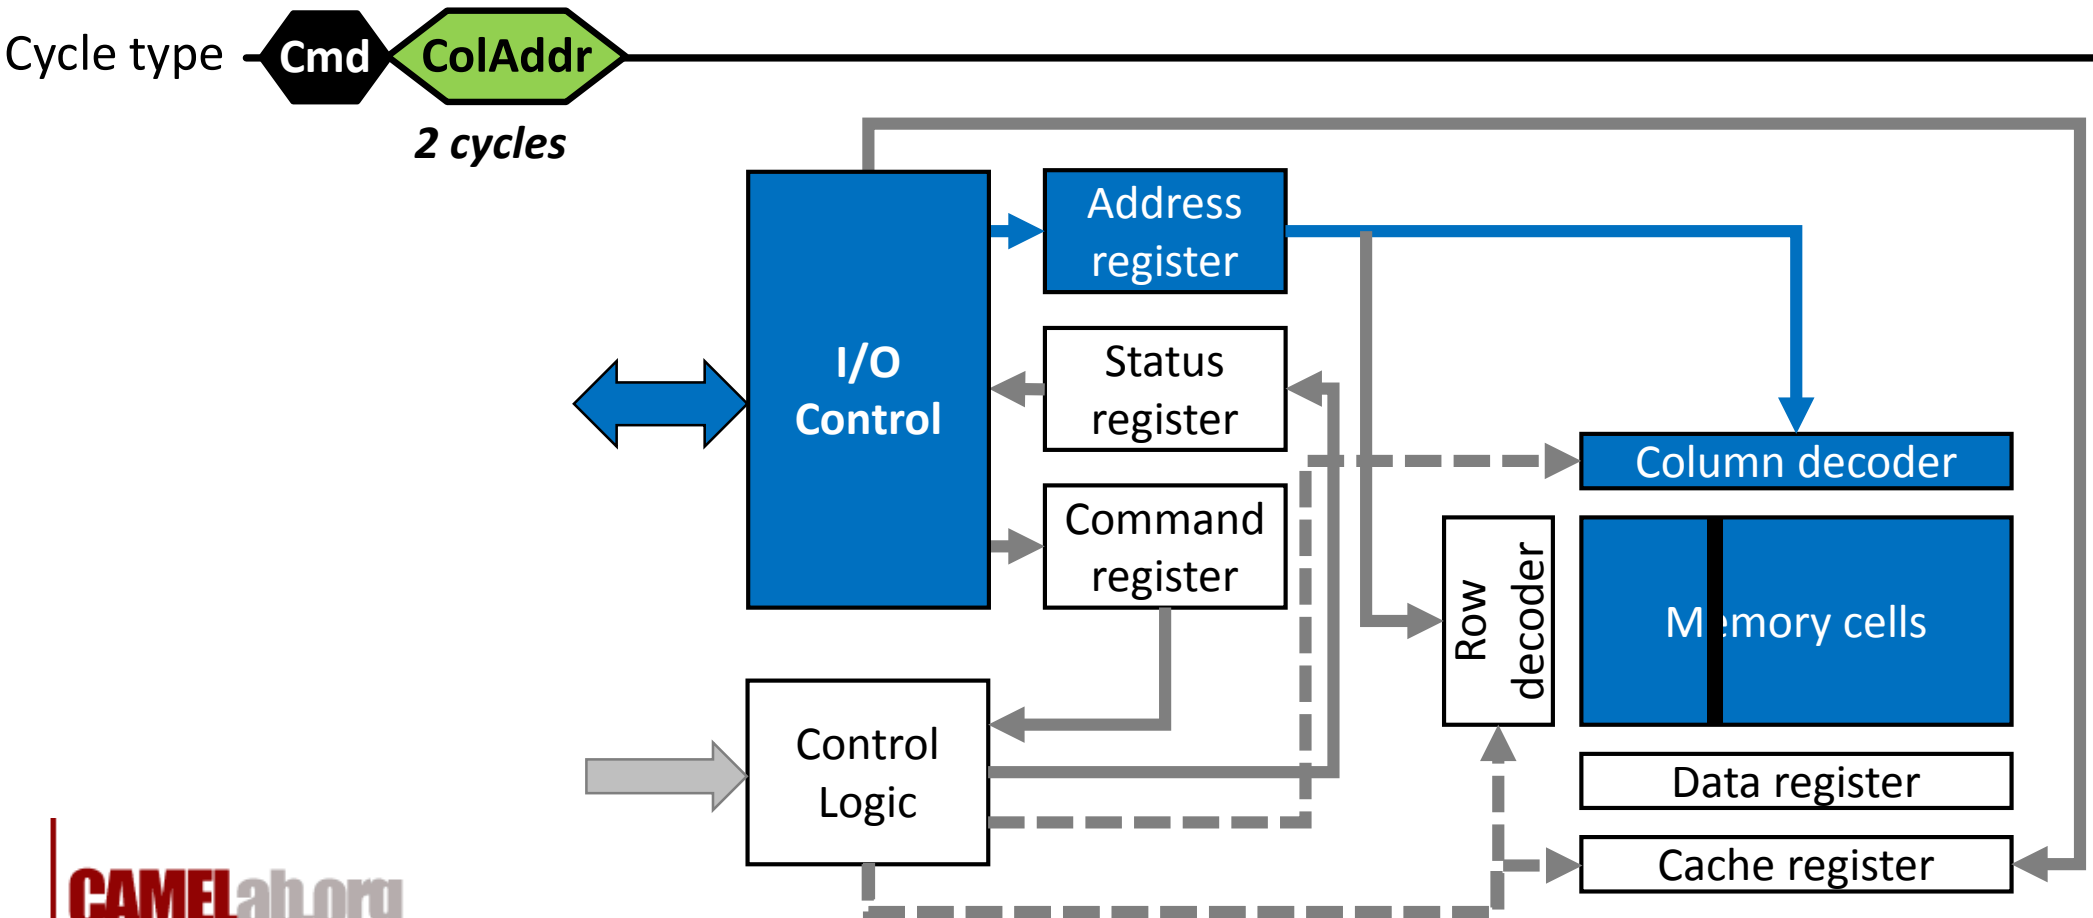 Cycle type
Cmd
ColAddr
2 cycles
Address
register
I/O
Control
Status
register
Column decoder
Command
register
Row
decoder
Memory cells
Control
Logic
Data register
Cache register
CAMELab.org